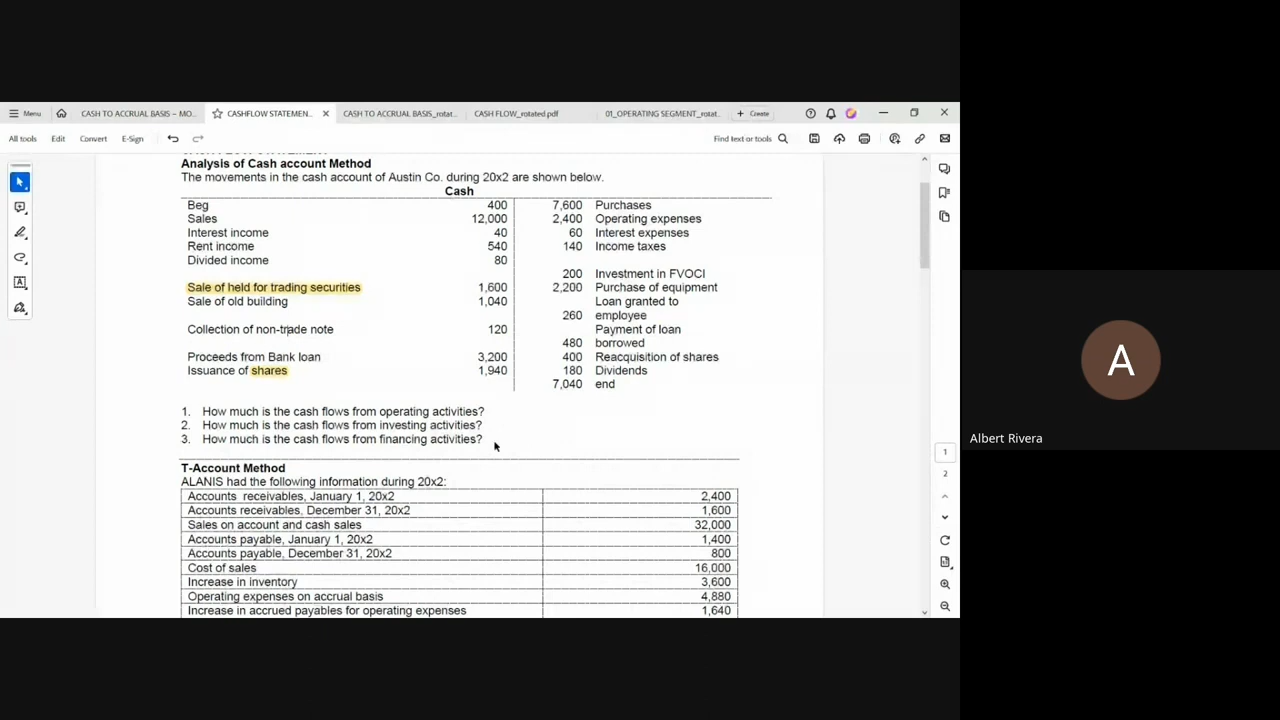 Menu
CASH TO ACCRUAL BASIS – MO...
CASHFLOW STATEMEN...
CASH TO ACCRUAL BASIS_rotat...
CASH FLOW_rotated.pdf
01_OPERATING SEGMENT_rotat...
Create
All tools Edit Convert E-Sign
Find text or tools
Analysis of Cash account Method
The movements in the cash account of Austin Co. during 20x2 are shown below.
Cash
Beg 400 7,600 Purchases
Sales 12,000 2,400 Operating expenses
Interest income 40 60 Interest expenses
Rent income 540 140 Income taxes
Divided income 80
200 Investment in FVOCI
Sale of held for trading securities 1,600 2,200 Purchase of equipment
Sale of old building 1,040 Loan granted to
260 employee
Collection of non-trade note 120 Payment of loan
480 borrowed
Proceeds from Bank loan 3,200 400 Reacquisition of shares
Issuance of shares 1,940 180 Dividends
7,040 end
1. How much is the cash flows from operating activities?
2. How much is the cash flows from investing activities?
3. How much is the cash flows from financing activities?
T-Account Method
ALANIS had the following information during 20x2:
Accounts receivables, January 1, 20x2 2,400
Accounts receivables, December 31, 20x2 1,600
Sales on account and cash sales 32,000
Accounts payable, January 1, 20x2 1,400
Accounts payable, December 31, 20x2 800
Cost of sales 16,000
Increase in inventory 3,600
Operating expenses on accrual basis 4,880
Increase in accrued payables for operating expenses 1,640
1
2
A
Albert Rivera